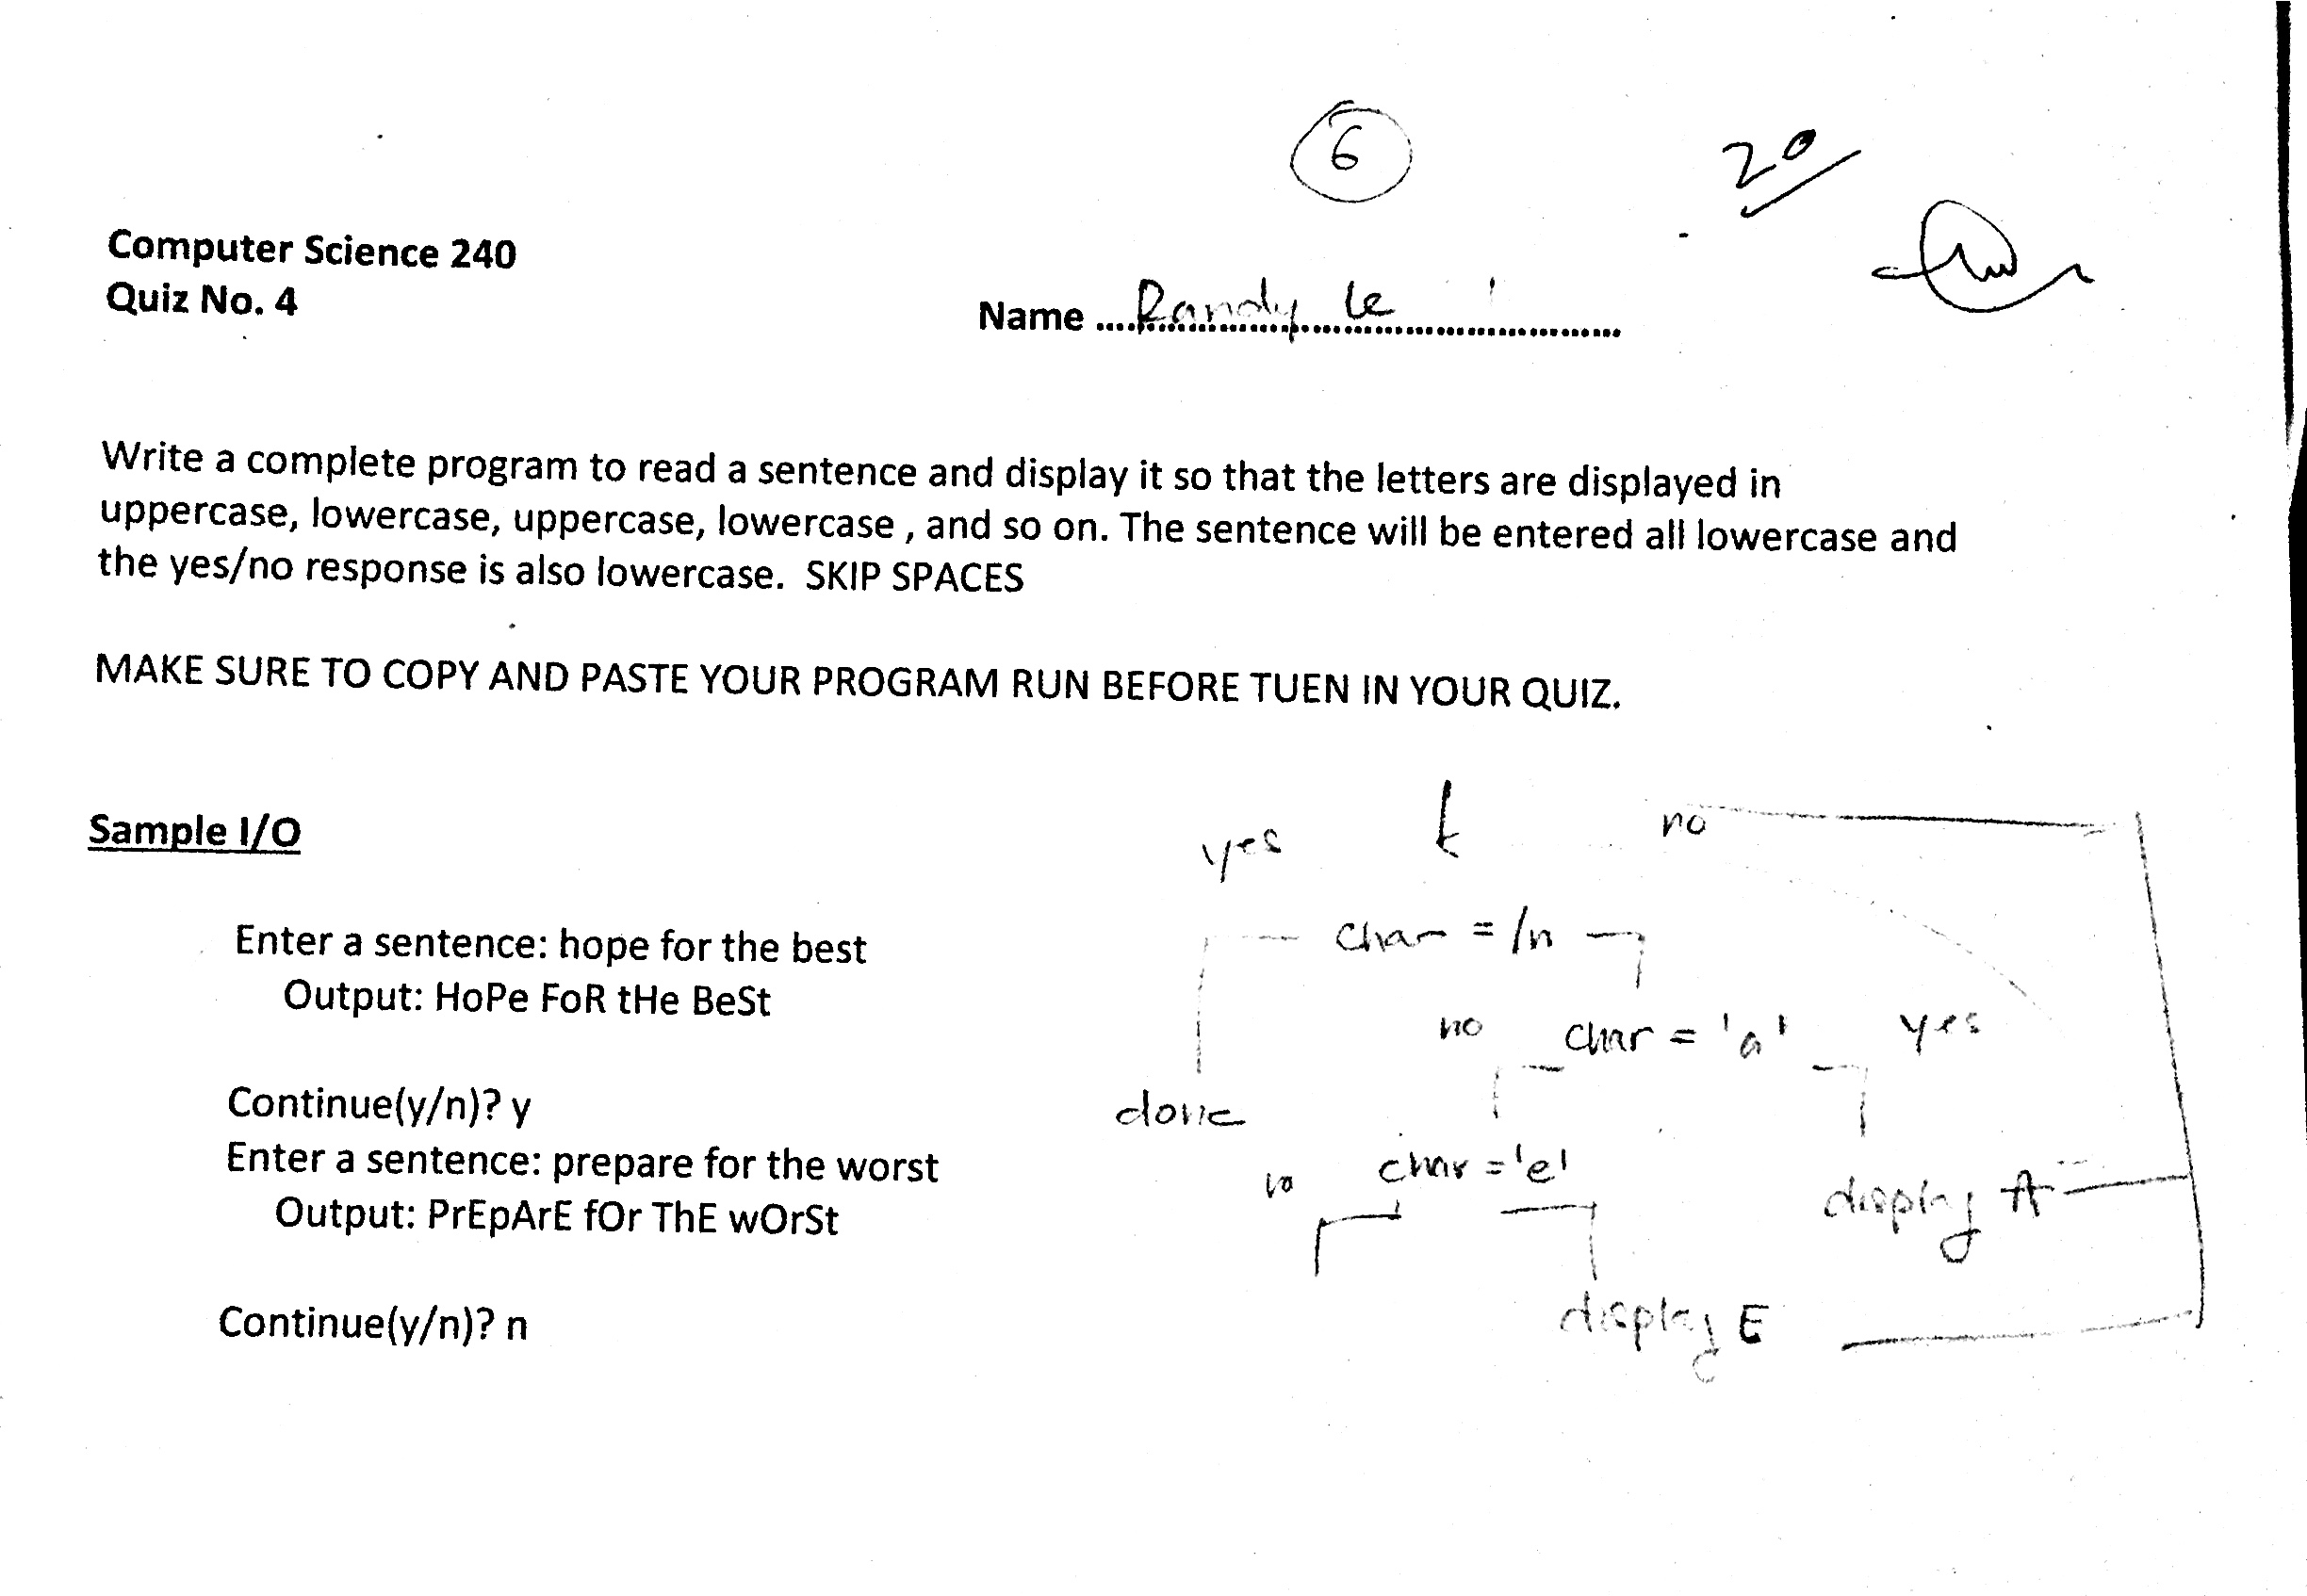 6
20
Computer Science 240
Quiz No. 4
Name .... Randy le
Write a complete program to read a sentence and display it so that the letters are displayed in
uppercase, lowercase, uppercase, lowercase , and so on. The sentence will be entered all lowercase and
the yes/no response is also lowercase. SKIP SPACES
MAKE SURE TO COPY AND PASTE YOUR PROGRAM RUN BEFORE TUEN IN YOUR QUIZ.
Sample I/O
Enter a sentence: hope for the best
Output: HoPe FoR tHe BeSt
Continue(y/n)? y
Enter a sentence: prepare for the worst
Output: PrEpArE fOr ThE wOrSt
Continue(y/n)? n
yes t no
char = /n
no char = 'a' yes
done
no char = 'e'
display A
display E